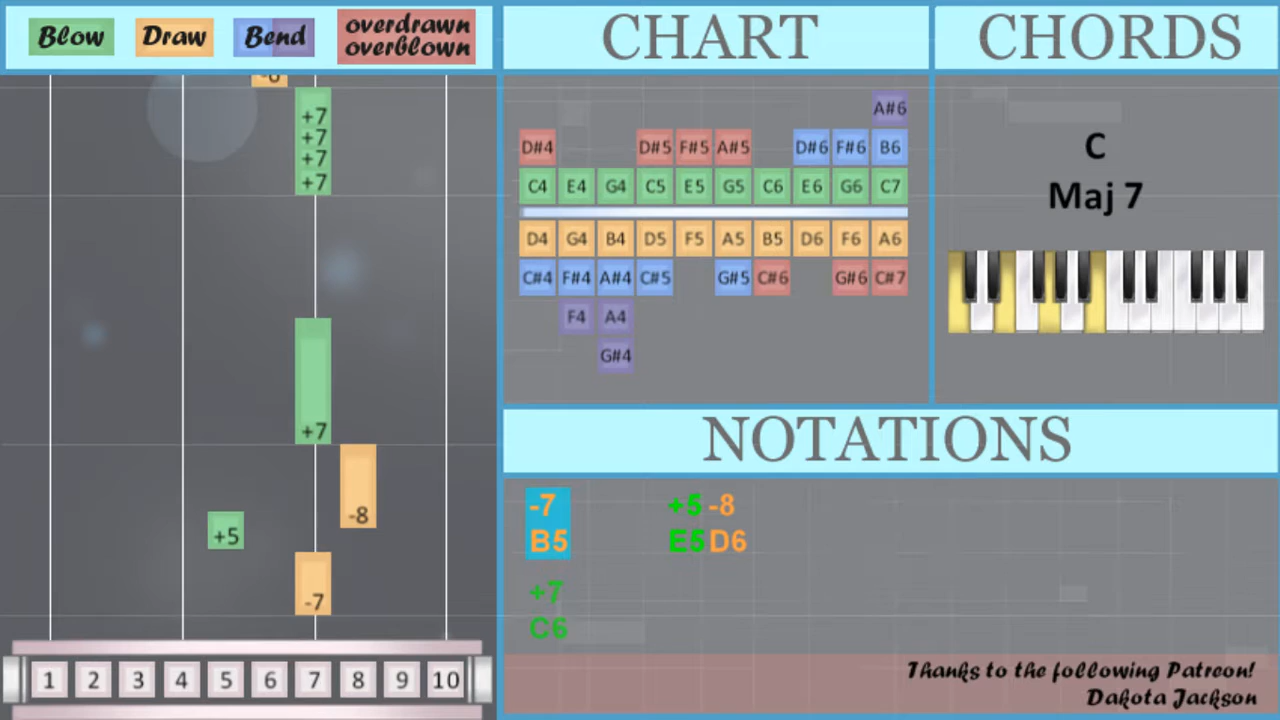 Blow Draw Bend overdrawn
overblown
CHART
CHORDS
-6
+7
+7
+7
+7
+7
-8
+5
-7
1 2 3 4 5 6 7 8 9 10
A#6
D#4 D#5 F#5 A#5 D#6 F#6 B6
C4 E4 G4 C5 E5 G5 C6 E6 G6 C7
D4 G4 B4 D5 F5 A5 B5 D6 F6 A6
C#4 F#4 A#4 C#5 G#5 C#6 G#6 C#7
F4 A4
G#4
C
Maj 7
NOTATIONS
-7 +5 -8
B5 E5 D6
+7
C6
Thanks to the following Patreon!
Dakota Jackson